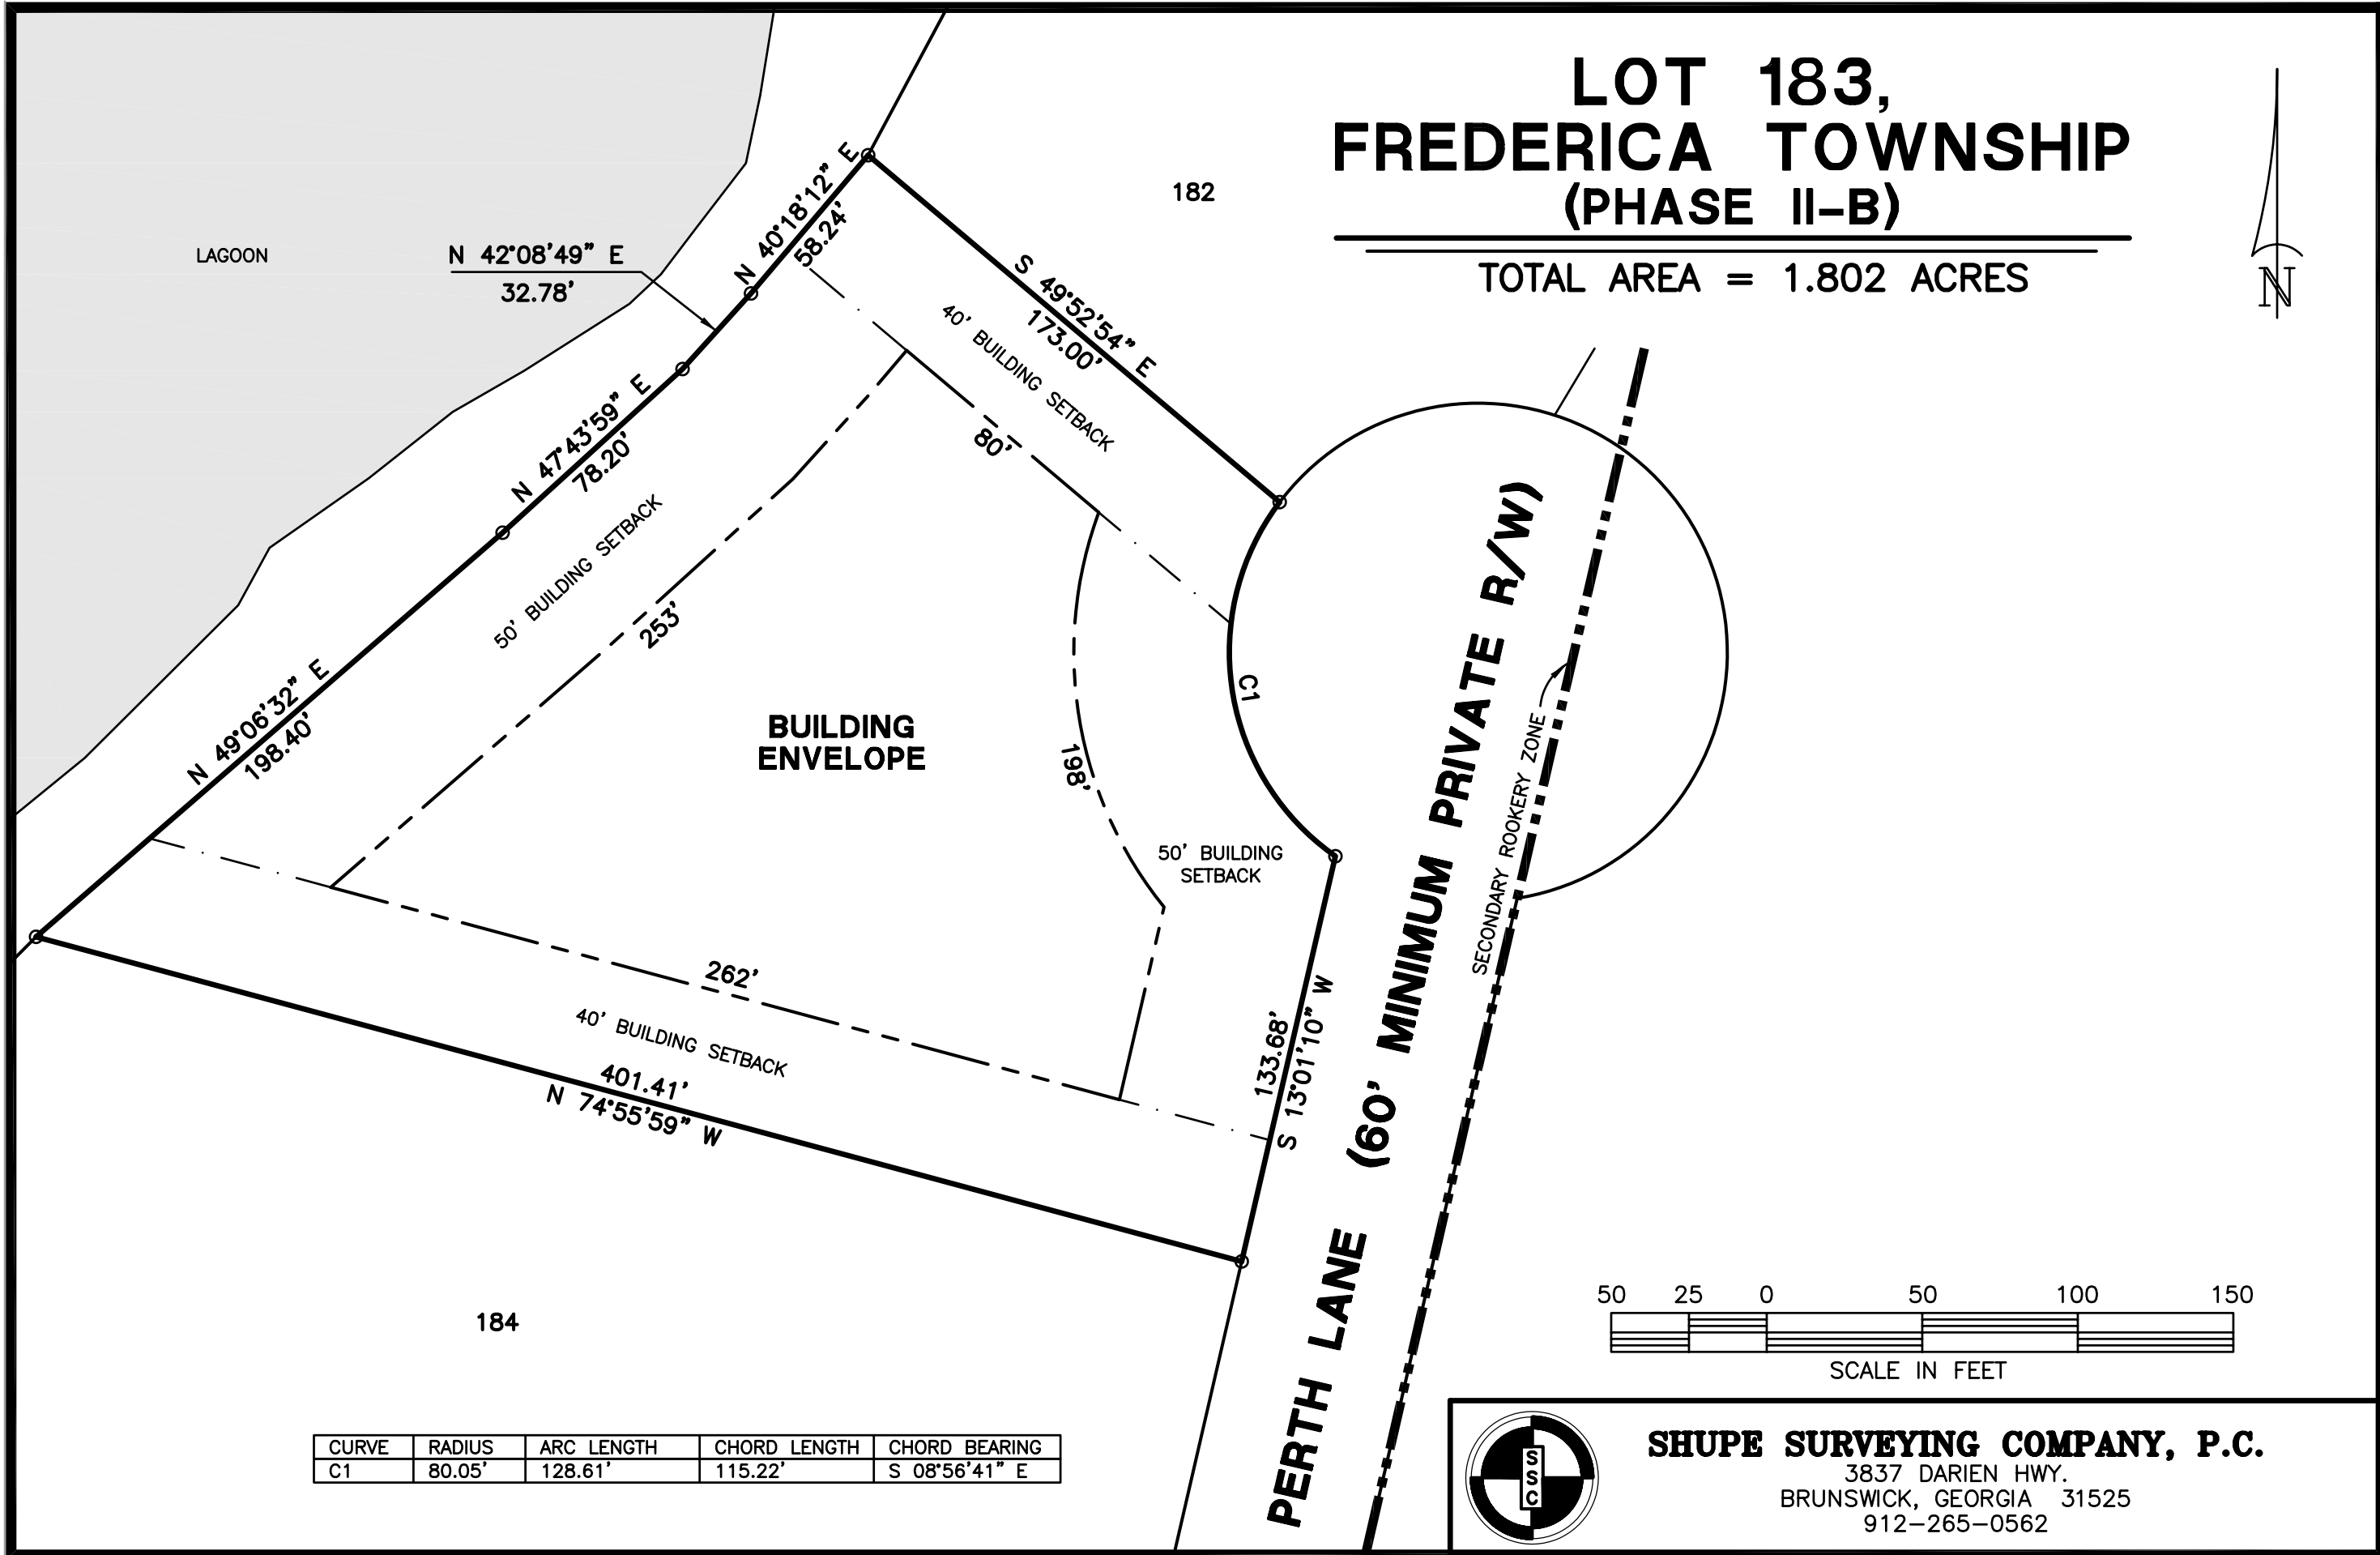 LOT 183,
FREDERICA TOWNSHIP
(PHASE II-B)
TOTAL AREA = 1.802 ACRES
N
182
LAGOON
N 42°08'49" E
32.78'
N 40°18'12" E
58.24'
S 49°52'54" E
173.00'
40' BUILDING SETBACK
80'
N 47°43'59" E
78.20'
50' BUILDING SETBACK
253'
N 49°06'32" E
198.40'
BUILDING
ENVELOPE
198'
C1
50' BUILDING
SETBACK
262'
40' BUILDING SETBACK
401.41'
N 74°55'59" W
133.68'
S 13°01'10" W
PERTH LANE (60' MINIMUM PRIVATE R/W)
SECONDARY ROOKERY ZONE
184
50 25 0 50 100 150
SCALE IN FEET
CURVE RADIUS ARC LENGTH CHORD LENGTH CHORD BEARING
C1 80.05' 128.61' 115.22' S 08°56'41" E
S
S
C
SHUPE SURVEYING COMPANY, P.C.
3837 DARIEN HWY.
BRUNSWICK, GEORGIA 31525
912-265-0562